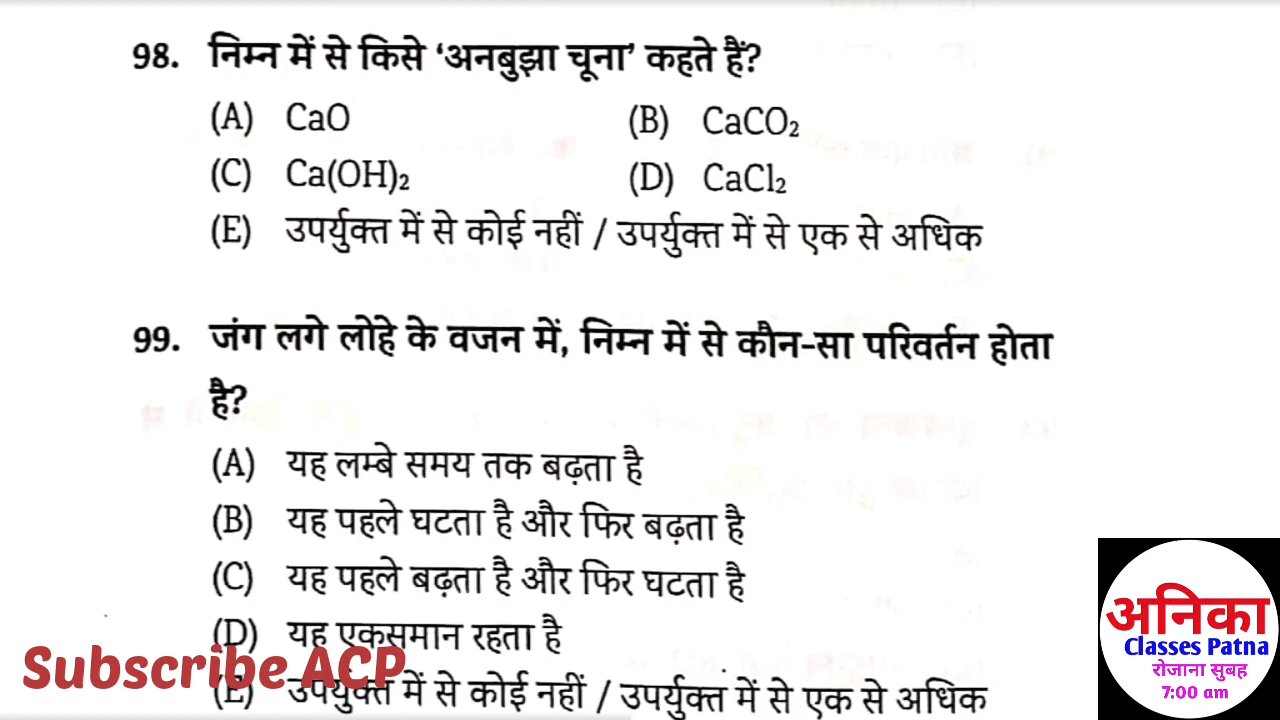 98. निम्न में से किसे ‘अनबुझा चूना’ कहते हैं?
(A) CaO (B) CaCO₂
(C) Ca(OH)₂ (D) CaCl₂
(E) उपर्युक्त में से कोई नहीं / उपर्युक्त में से एक से अधिक
99. जंग लगे लोहे के वजन में, निम्न में से कौन-सा परिवर्तन होता
है?
(A) यह लम्बे समय तक बढ़ता है
(B) यह पहले घटता है और फिर बढ़ता है
(C) यह पहले बढ़ता है और फिर घटता है
(D) यह एकसमान रहता है
(E) उपर्युक्त में से कोई नहीं / उपर्युक्त में से एक से अधिक
Subscribe ACP
अनिका
Classes Patna
रोजाना सुबह
7:00 am